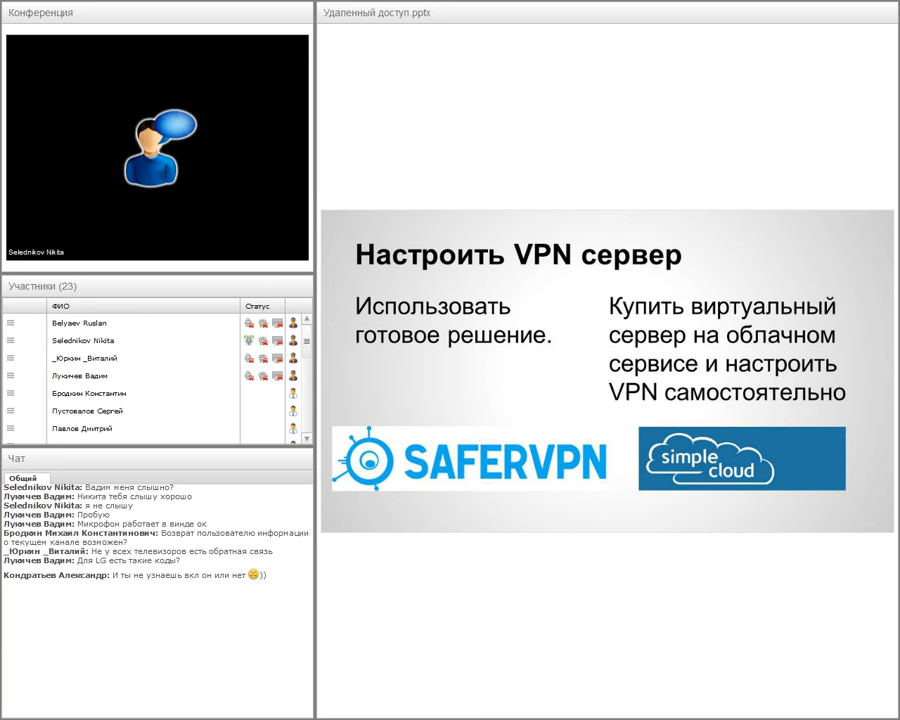 Конференция
Selednikov Nikita
Участники (23)
ФИО
Статус
Belyaev Ruslan
Selednikov Nikita
_Юркин _Виталий
Лукичев Вадим
Бродкин Константин
Пустовалов Сергей
Павлов Дмитрий
Чат
Общий
Selednikov Nikita: Вадим меня слышно?
Лукичев Вадим: Никита тебя слышу хорошо
Selednikov Nikita: я не слышу
Лукичев Вадим: Пробую
Лукичев Вадим: Микрофон работает в винде ок
Бродкин Михаил Константинович: Возврат пользователю информации
о текущем канале возможен?
_Юркин _Виталий: Не у всех телевизоров есть обратная связь
Лукичев Вадим: Для LG есть такие коды?
Кондратьев Александр: И ты не узнаешь вкл он или нет ))
Удаленный доступ.pptx
Настроить VPN сервер
Использовать
готовое решение.
Купить виртуальный
сервер на облачном
сервисе и настроить
VPN самостоятельно
SAFERVPN
simple
cloud